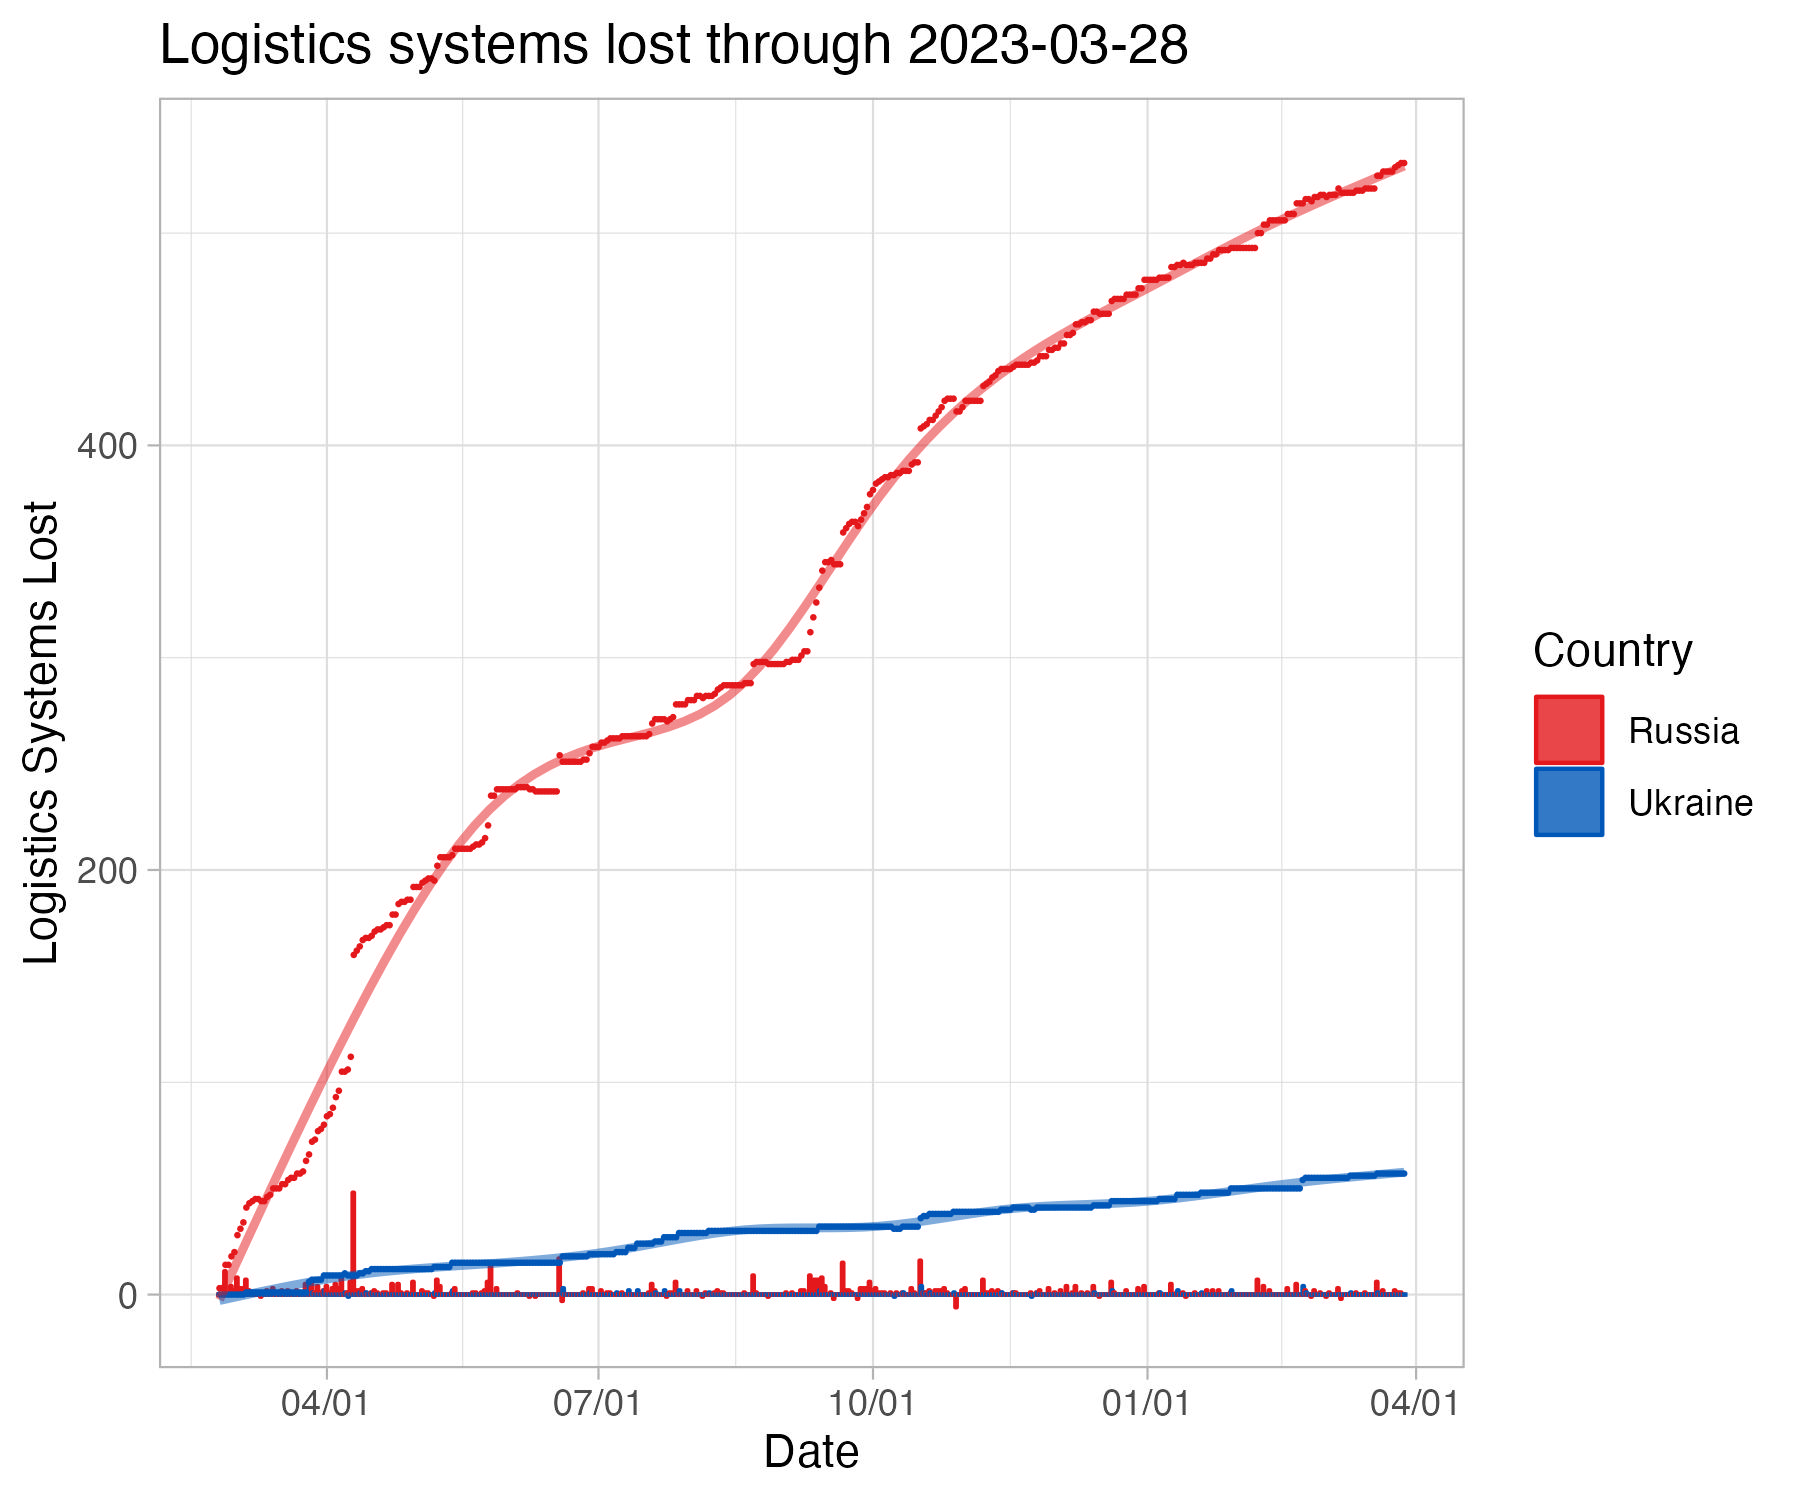 Logistics systems lost through 2023-03-28
Logistics Systems Lost
400
200
0
04/01
07/01
10/01
01/01
04/01
Date
Country
Russia
Ukraine